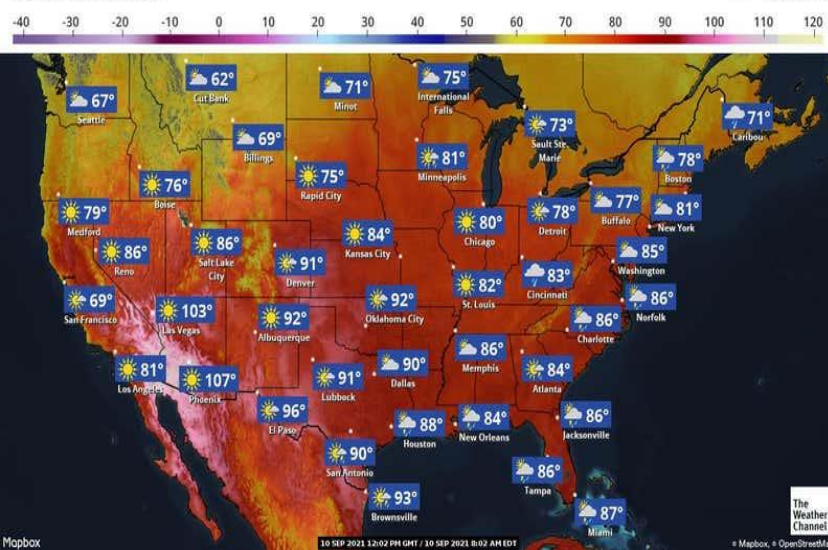 -40 -30 -20 -10 0 10 20 30 40 50 60 70 80 90 100 110 120
67°
Seattle
62°
Cut Bank
71°
Minot
75°
International
Falls
73°
Sault Ste.
Marie
71°
Caribou
69°
Billings
81°
Minneapolis
78°
Boston
76°
Boise
75°
Rapid City
77°
Buffalo
78°
Detroit
81°
New York
79°
Medford
80°
Chicago
84°
Kansas City
86°
Reno
86°
Salt Lake
City
91°
Denver
85°
Washington
83°
Cincinnati
82°
St. Louis
86°
Norfolk
69°
San Francisco
103°
Las Vegas
92°
Albuquerque
92°
Oklahoma City
86°
Charlotte
86°
Memphis
84°
Atlanta
81°
Los Angeles
107°
Phoenix
91°
Lubbock
90°
Dallas
96°
El Paso
88°
Houston
84°
New Orleans
86°
Jacksonville
90°
San Antonio
86°
Tampa
93°
Brownsville
87°
Miami
The
Weather
Channel
Mapbox
10 SEP 2021 12:02 PM GMT / 10 SEP 2021 8:02 AM EDT
© Mapbox, © OpenStreetMa